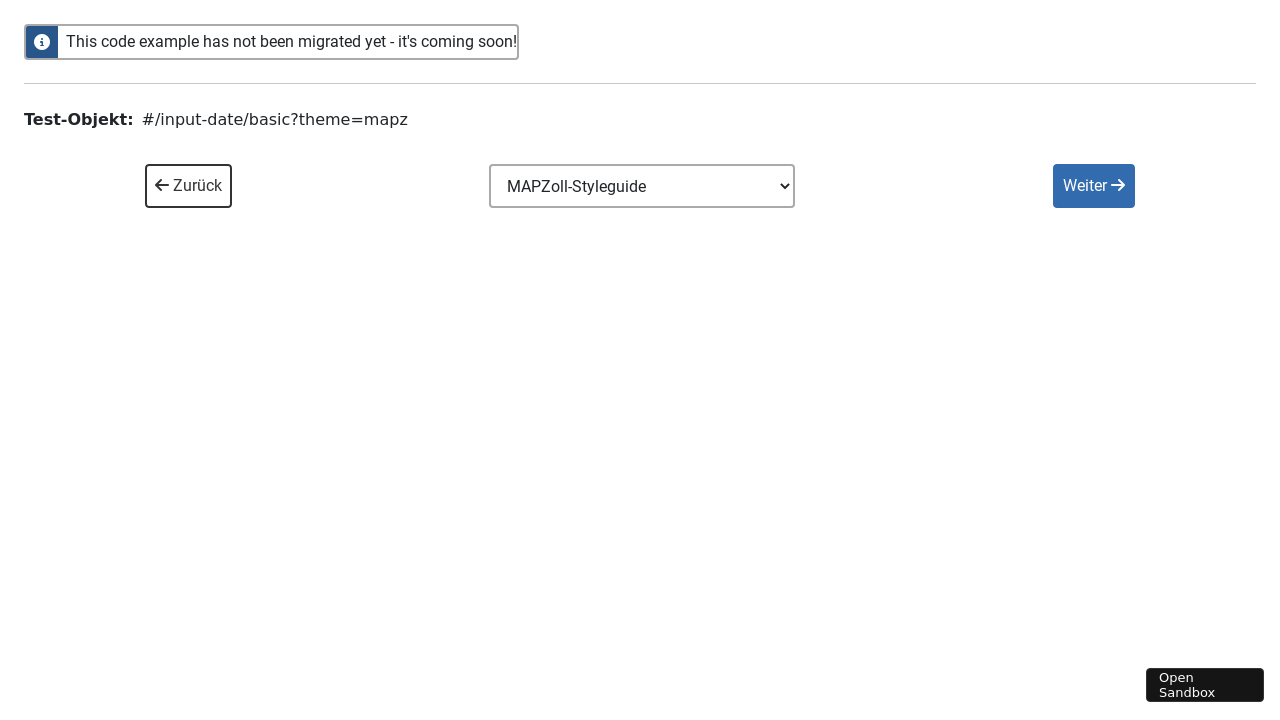 This code example has not been migrated yet - it's coming soon!
Test-Objekt: #/input-date/basic?theme=mapz
Zurück
MAPZoll-Styleguide
Weiter
Open
Sandbox